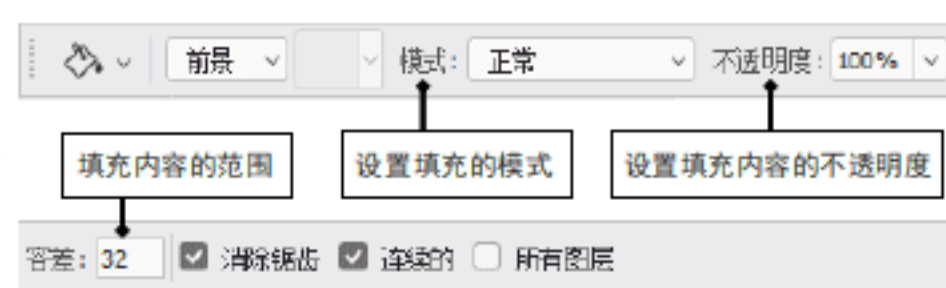 前景 模式: 正常 不透明度: 100%
填充内容的范围 设置填充的模式 设置填充内容的不透明度
容差: 32 消除锯齿 连续的 所有图层